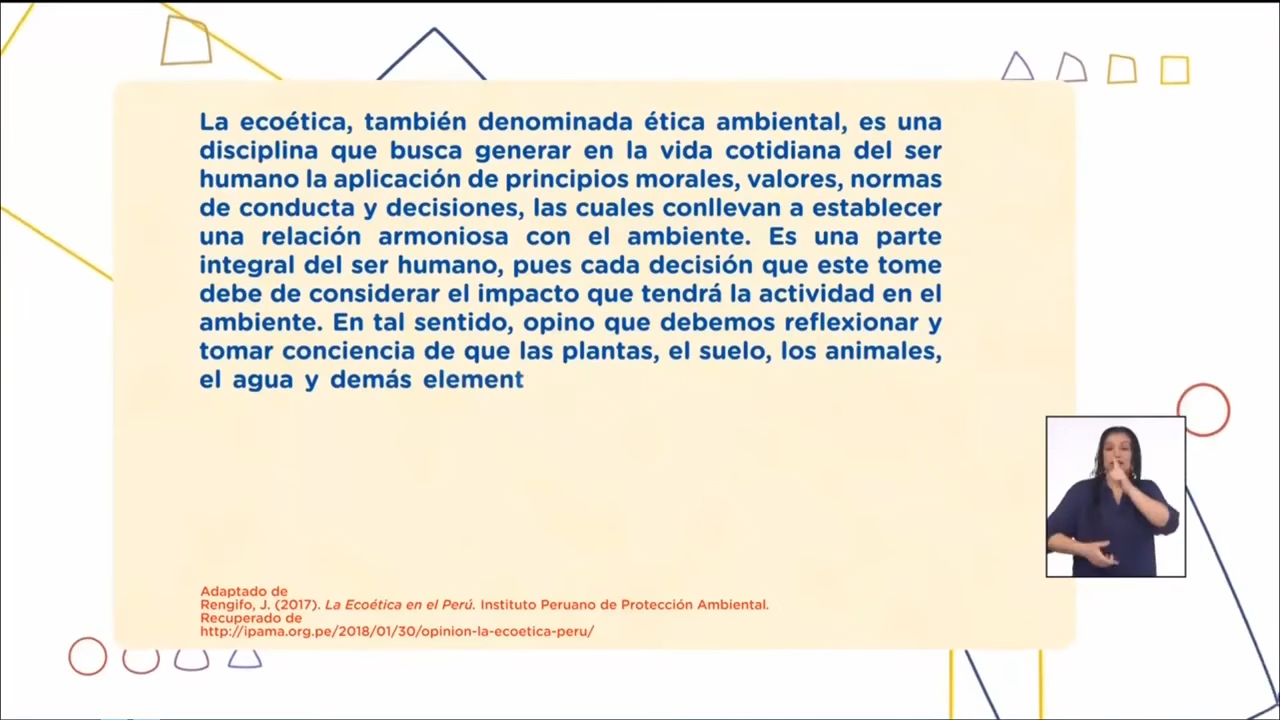 La ecoética, también denominada ética ambiental, es una
disciplina que busca generar en la vida cotidiana del ser
humano la aplicación de principios morales, valores, normas
de conducta y decisiones, las cuales conllevan a establecer
una relación armoniosa con el ambiente. Es una parte
integral del ser humano, pues cada decisión que este tome
debe de considerar el impacto que tendrá la actividad en el
ambiente. En tal sentido, opino que debemos reflexionar y
tomar conciencia de que las plantas, el suelo, los animales,
el agua y demás element
Adaptado de
Rengifo, J. (2017). La Ecoética en el Perú. Instituto Peruano de Protección Ambiental.
Recuperado de
http://ipama.org.pe/2018/01/30/opinion-la-ecoetica-peru/